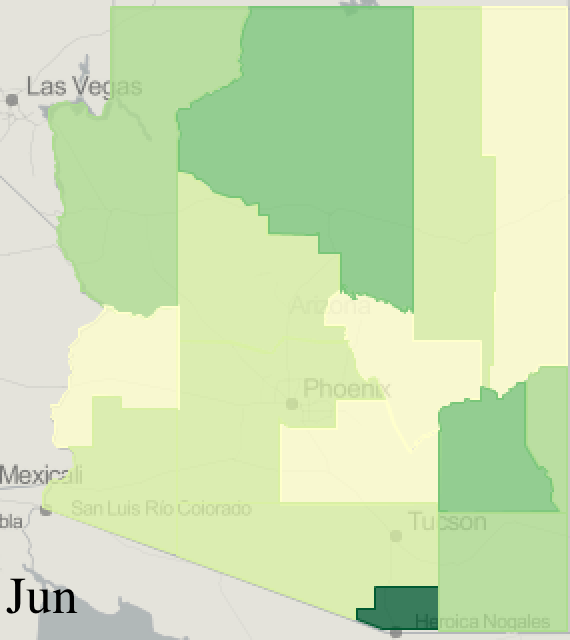 Las Vegas
Arizona
Phoenix
Mexicali
San Luis Río Colorado
bla
Tucson
Jun
Heroica Nogales